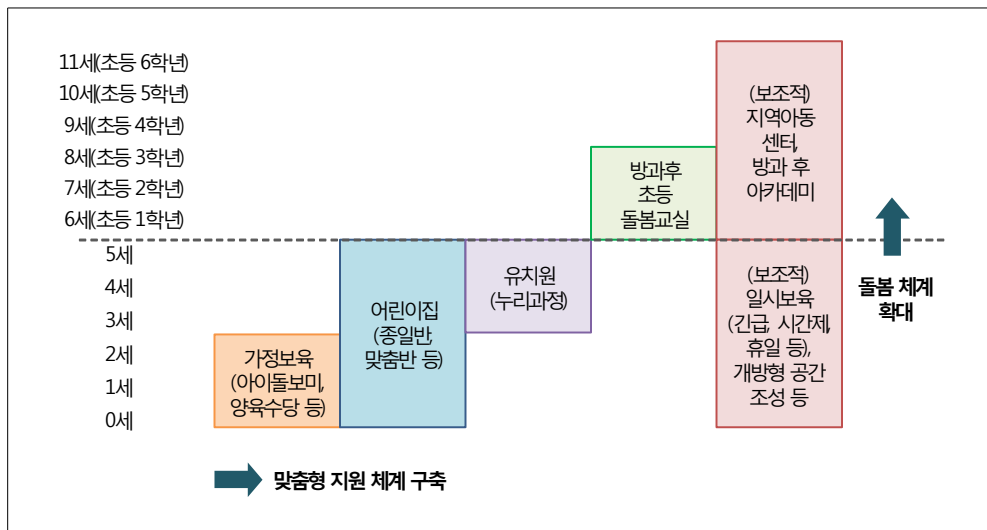 11세(초등 6학년)
10세(초등 5학년)
9세(초등 4학년)
8세(초등 3학년)
7세(초등 2학년)
6세(초등 1학년)
5세
4세
3세
2세
1세
0세
가정보육
(아이돌보미,
양육수당 등)
어린이집
(종일반,
맞춤반 등)
유치원
(누리과정)
방과후
초등
돌봄교실
(보조적)
지역아동
센터,
방과 후
아카데미
(보조적)
일시보육
(긴급, 시간제,
휴일 등),
개방형 공간
조성 등
돌봄 체계
확대
맞춤형 지원 체계 구축